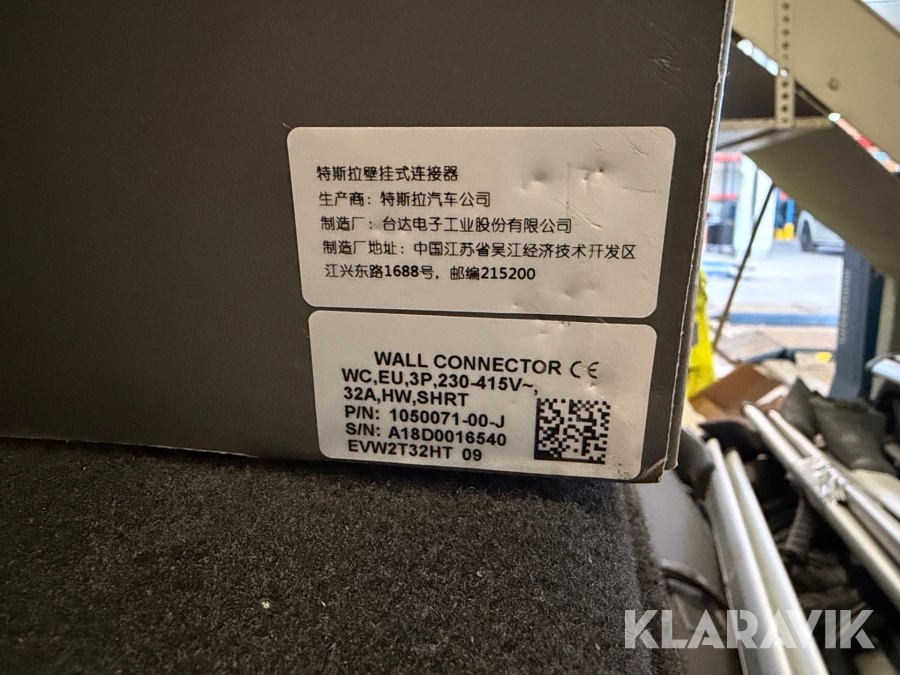 特斯拉壁挂式连接器
生产商：特斯拉汽车公司
制造厂：台达电子工业股份有限公司
制造厂地址：中国江苏省吴江经济技术开发区
江兴东路1688号，邮编215200
WALL CONNECTOR CE
WC,EU,3P,230-415V~,
32A,HW,SHRT
P/N: 1050071-00-J
S/N: A18D0016540
EVW2T32HT 09
KLARAVIK